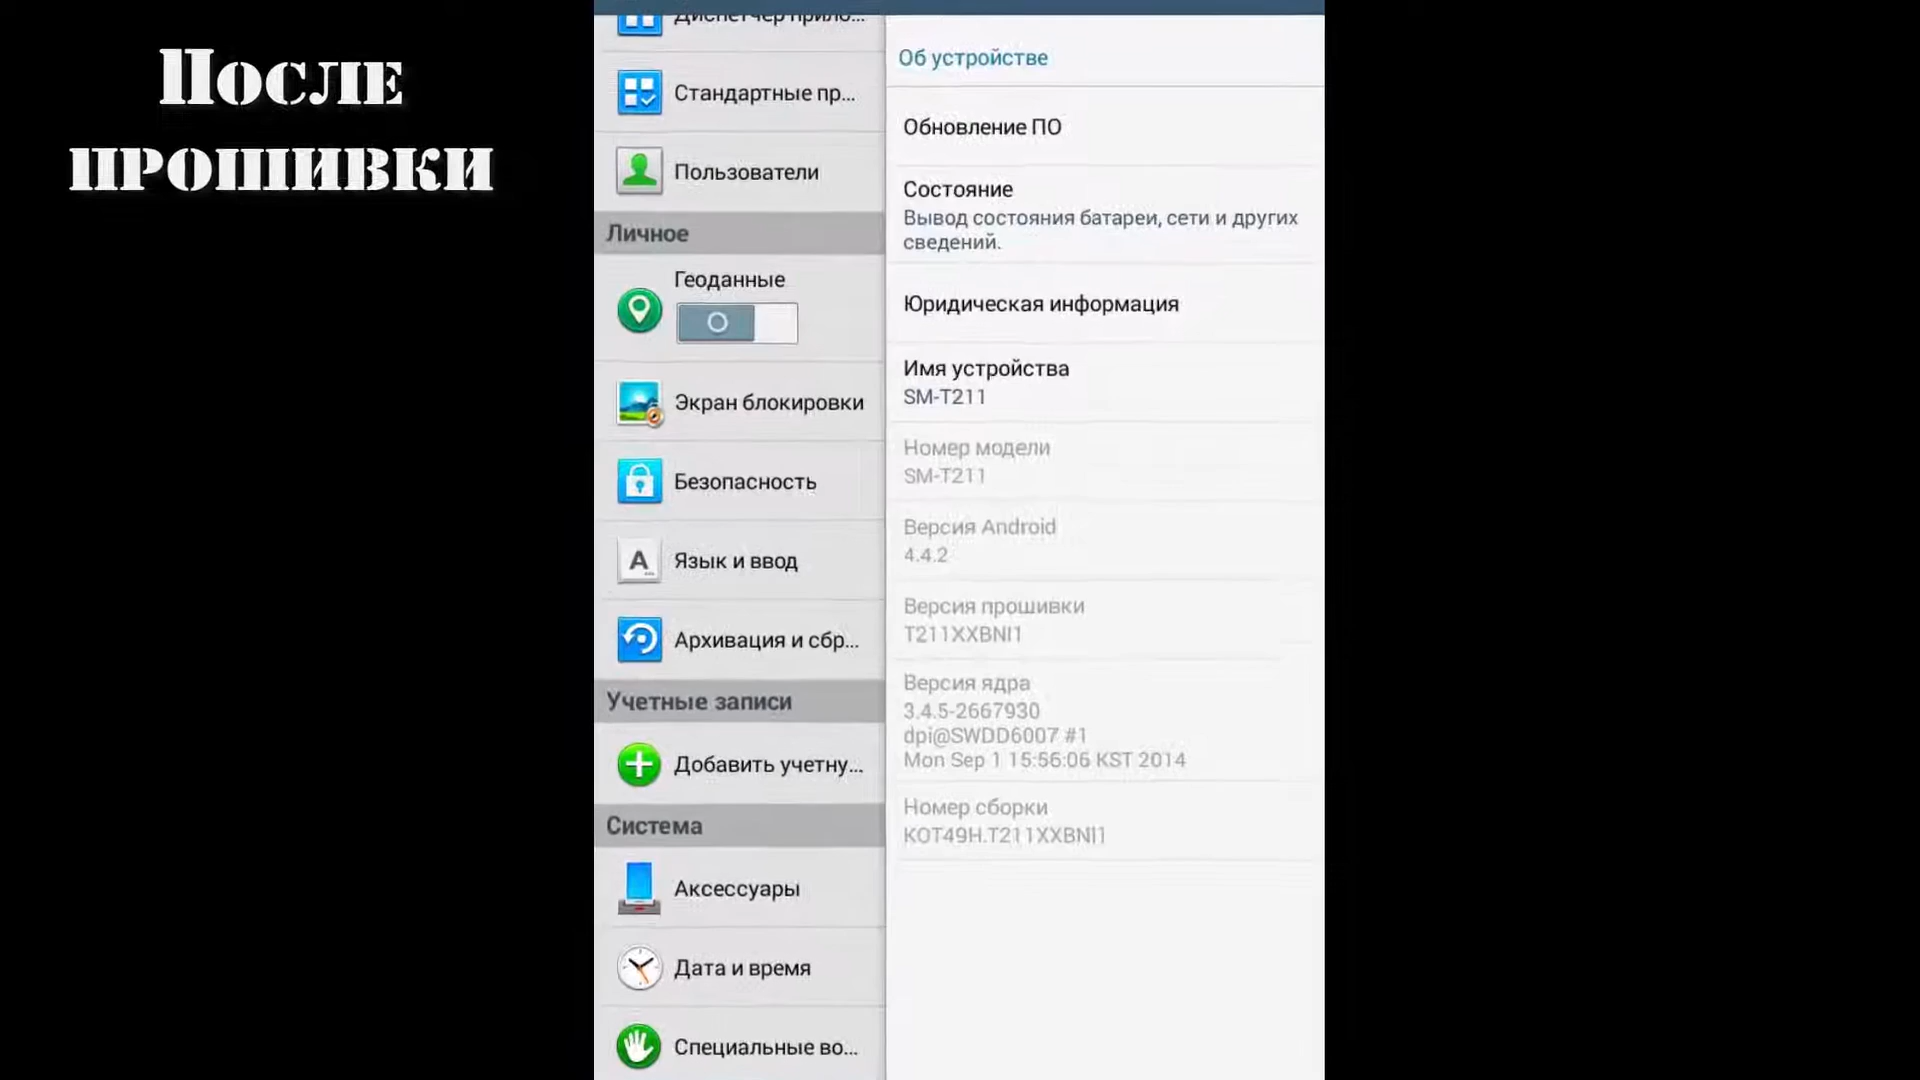 После
прошивки
Диспетчер прило...
Стандартные пр...
Пользователи
Личное
Геоданные
Экран блокировки
Безопасность
A
Язык и ввод
Архивация и сбр...
Учетные записи
Добавить учетну...
Система
Аксессуары
Дата и время
Специальные во...
Об устройстве
Обновление ПО
Состояние
Вывод состояния батареи, сети и других
сведений.
Юридическая информация
Имя устройства
SM-T211
Номер модели
SM-T211
Версия Android
4.4.2
Версия прошивки
T211XXBNI1
Версия ядра
3.4.5-2667930
dpi@SWDD6007 #1
Mon Sep 1 15:56:06 KST 2014
Номер сборки
KOT49H.T211XXBNI1